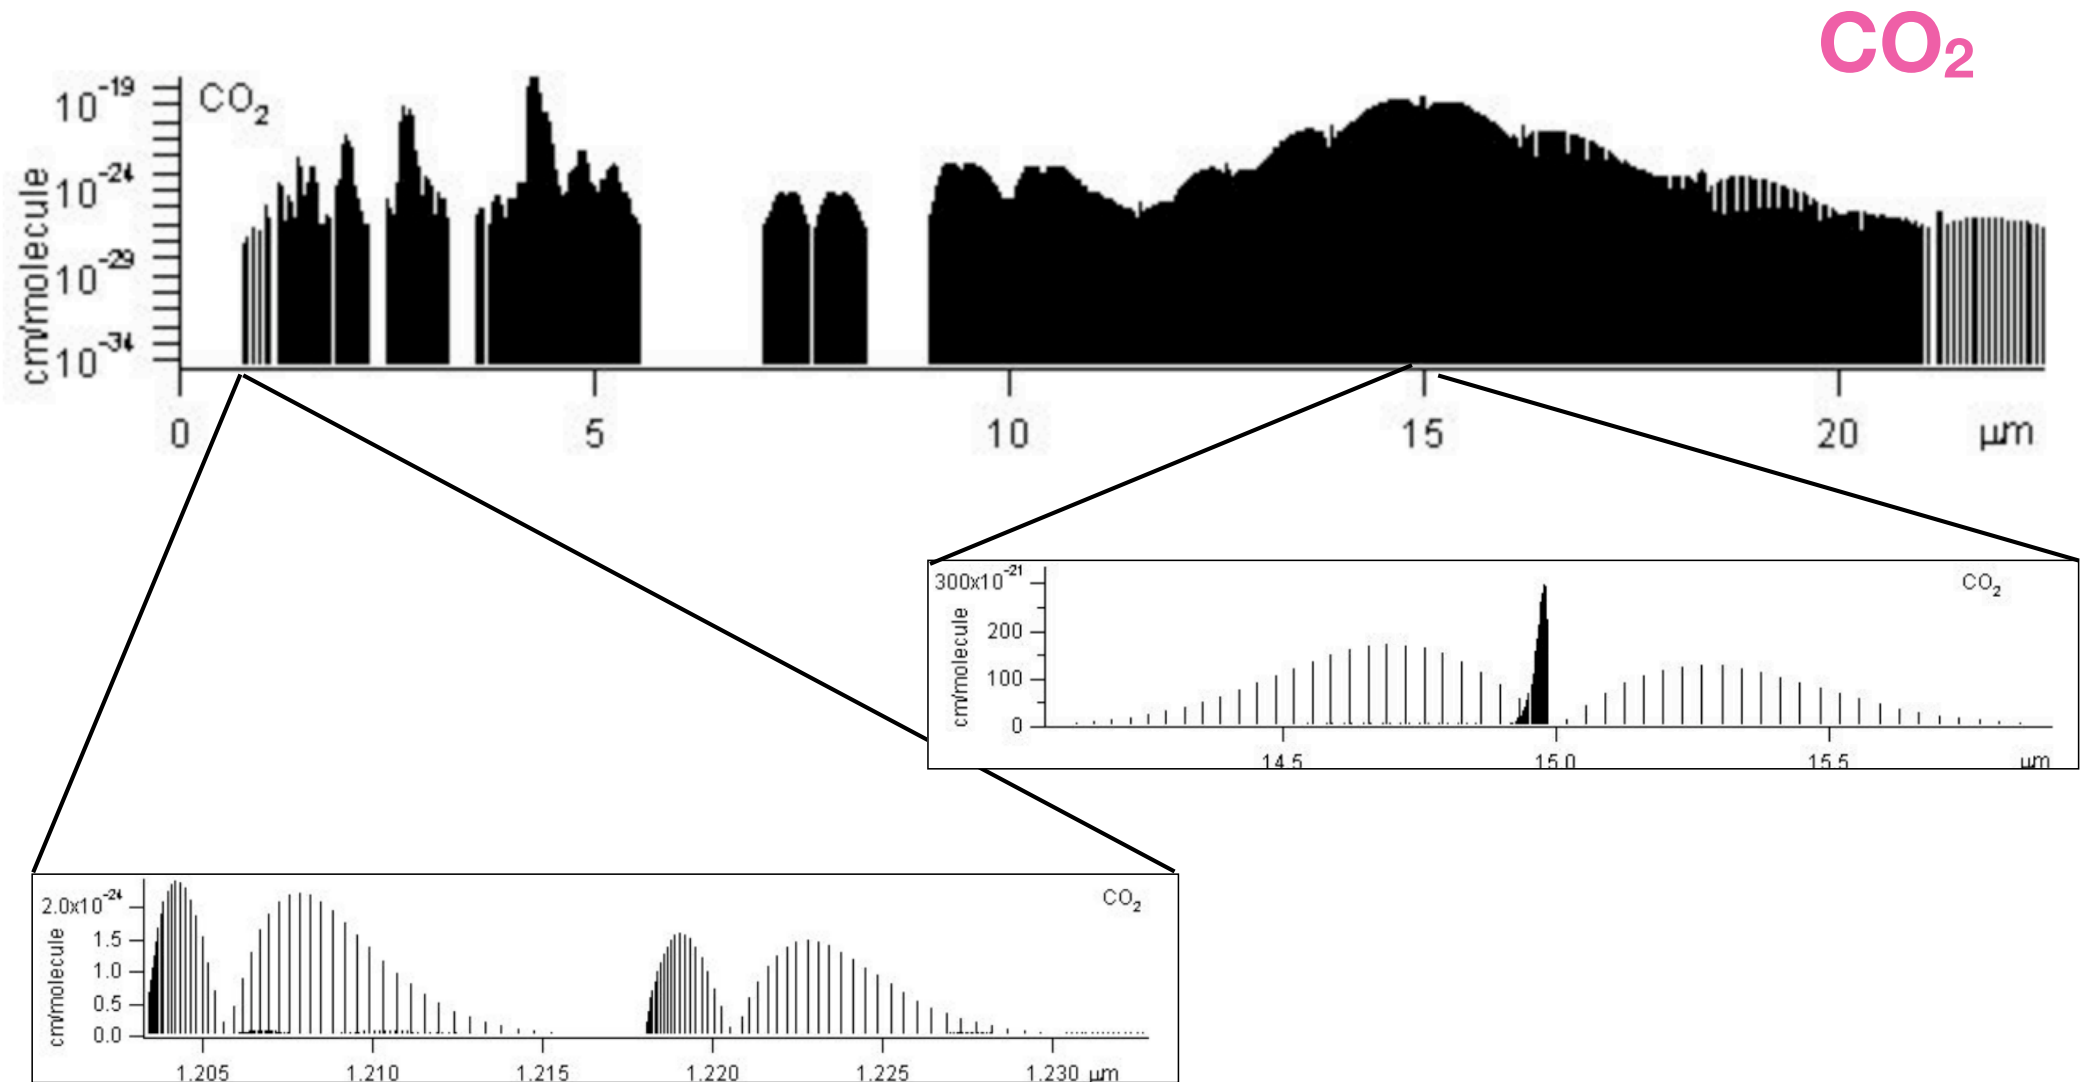 CO₂
CO₂
10⁻¹⁹
10⁻²⁴
10⁻²⁹
10⁻³⁴
cm/molecule
0 5 10 15 20 µm
300x10⁻²¹
200
100
0
cm/molecule
CO₂
14.5 15.0 15.5 µm
2.0x10⁻²⁴
1.5
1.0
0.5
0.0
cm/molecule
CO₂
1.205 1.210 1.215 1.220 1.225 1.230 µm